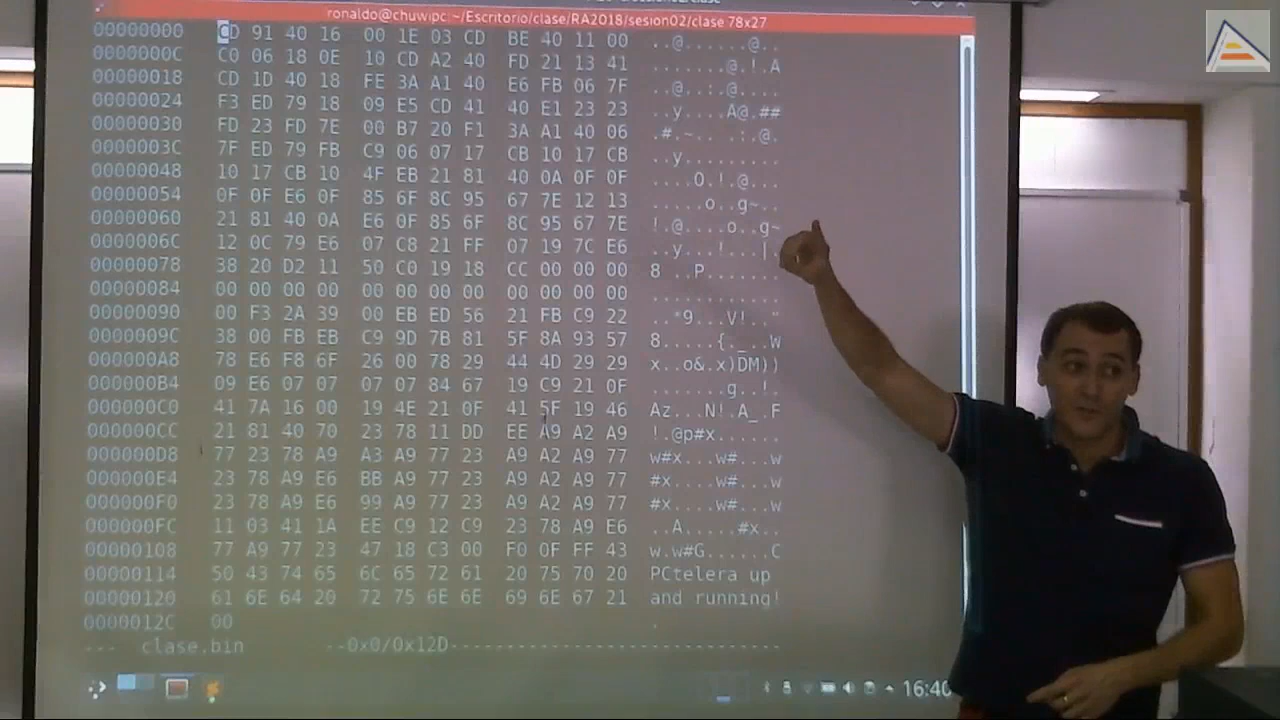 ronaldo@chuwipc: ~/Escritorio/clase/RA2018/sesion02/clase 78x27
00000000 CD 91 40 16 00 1E 03 CD BE 40 11 00 ..@......@..
0000000C C0 06 18 0E 10 CD A2 40 FD 21 13 41 .......@.!.A
00000018 CD 1D 40 18 FE 3A A1 40 E6 FB 06 7F ..@..:.@....
00000024 F3 ED 79 18 09 E5 CD 41 40 E1 23 23 ..y....A@.##
00000030 FD 23 FD 7E 00 B7 20 F1 3A A1 40 06 .#.~.. .:.@.
0000003C 7F ED 79 FB C9 06 07 17 CB 10 17 CB ..y.........
00000048 10 17 CB 10 4F EB 21 81 40 0A 0F 0F ....O.!.@...
00000054 0F 0F E6 0F 85 6F 8C 95 67 7E 12 13 .....o..g~..
00000060 21 81 40 0A E6 0F 85 6F 8C 95 67 7E !.@....o..g~
0000006C 12 0C 79 E6 07 C8 21 FF 07 19 7C E6 ..y...!...|.
00000078 38 20 D2 11 50 C0 19 18 CC 00 00 00 8 ..P.......
00000084 00 00 00 00 00 00 00 00 00 00 00 00 ............
00000090 00 F3 2A 39 00 EB ED 56 21 FB C9 22 ..*9...V!.."
0000009C 38 00 FB EB C9 9D 7B 81 5F 8A 93 57 8.....{._..W
000000A8 78 E6 F8 6F 26 00 78 29 44 4D 29 29 x..o&.x)DM))
000000B4 09 E6 07 07 07 07 84 67 19 C9 21 0F .......g..!.
000000C0 41 7A 16 00 19 4E 21 0F 41 5F 19 46 Az...N!.A_.F
000000CC 21 81 40 70 23 78 11 DD EE A9 A2 A9 !.@p#x......
000000D8 77 23 78 A9 A3 A9 77 23 A9 A2 A9 77 w#x...w#...w
000000E4 23 78 A9 E6 BB A9 77 23 A9 A2 A9 77 #x....w#...w
000000F0 23 78 A9 E6 99 A9 77 23 A9 A2 A9 77 #x....w#...w
000000FC 11 03 41 1A EE C9 12 C9 23 78 A9 E6 ..A.....#x..
00000108 77 A9 77 23 47 18 C3 00 F0 0F FF 43 w.w#G......C
00000114 50 43 74 65 6C 65 72 61 20 75 70 20 PCtelera up
00000120 61 6E 64 20 72 75 6E 6E 69 6E 67 21 and running!
0000012C 00 .
--- clase.bin --0x0/0x12D--------------------------------------
16:40